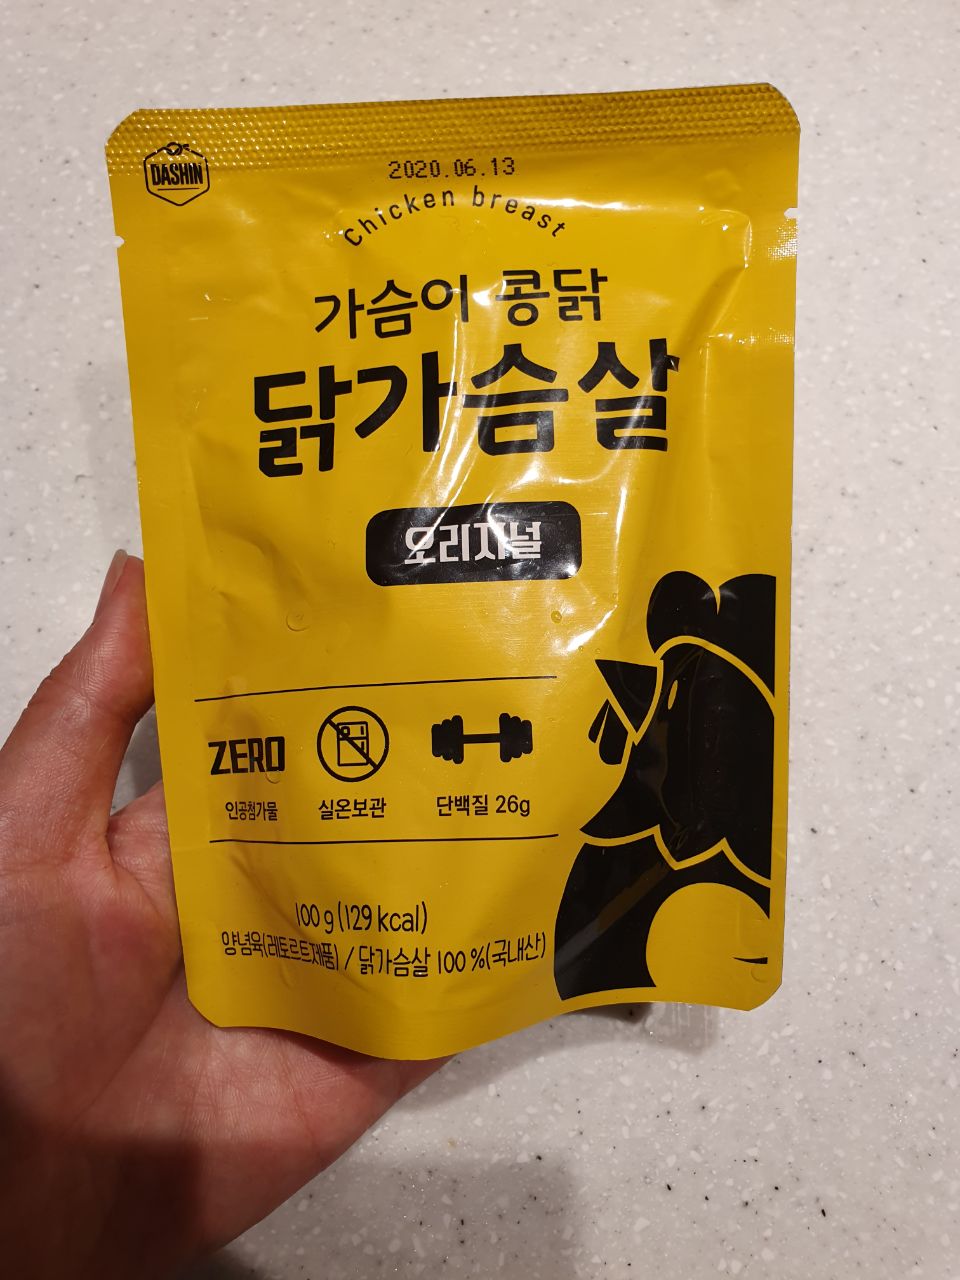 DASHIN
2020.06.13
Chicken breast
가슴이 콩닭
닭가슴살
오리지널
ZERO
인공첨가물
실온보관
단백질 26g
100 g (129 kcal)
양념육(레토르트제품) / 닭가슴살 100 %(국내산)